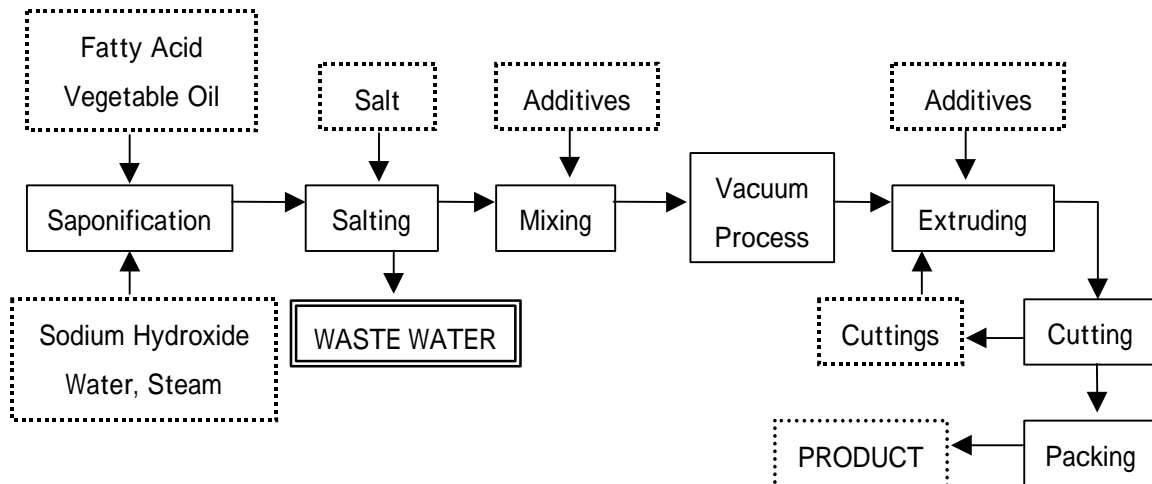 Fatty Acid
Vegetable Oil
Salt
Additives
Additives
Saponification
Salting
Mixing
Vacuum
Process
Extruding
Sodium Hydroxide
Water, Steam
WASTE WATER
Cuttings
Cutting
PRODUCT
Packing